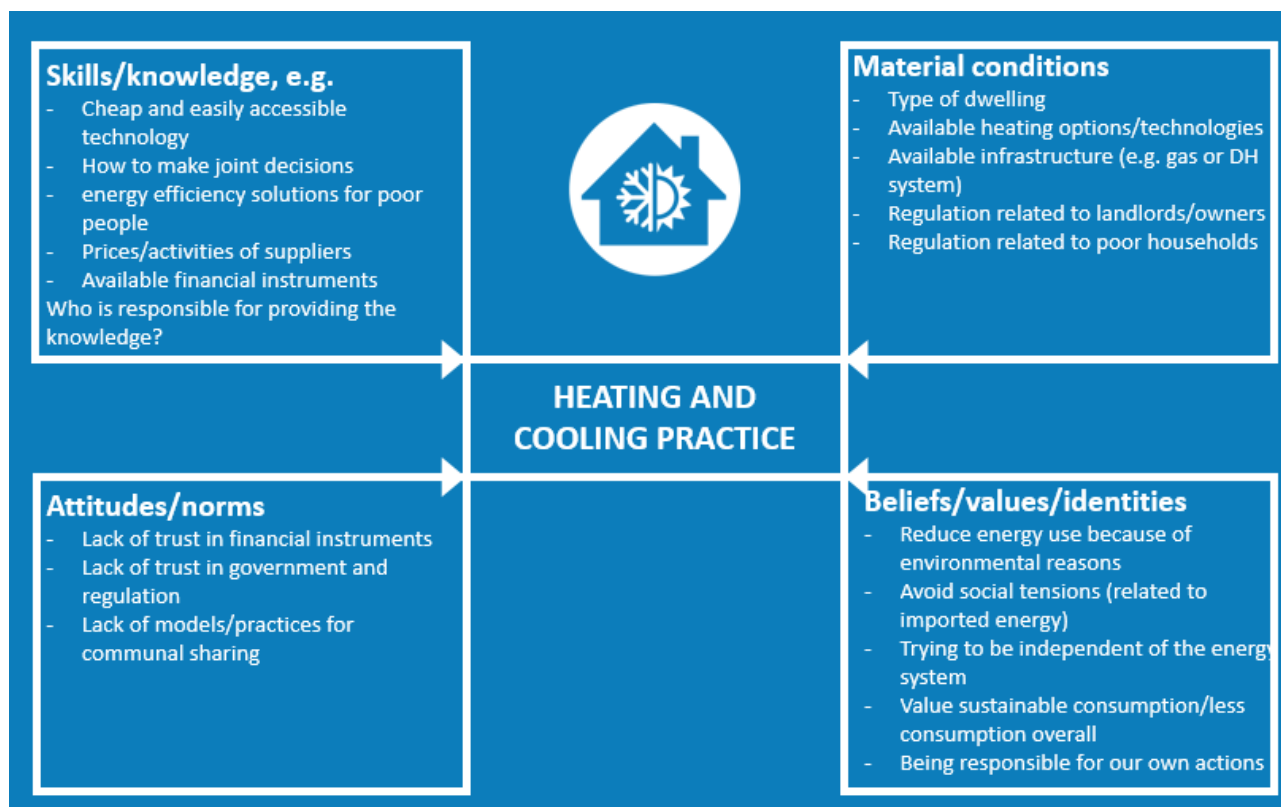 Skills/knowledge, e.g.
- Cheap and easily accessible
technology
- How to make joint decisions
- energy efficiency solutions for poor
people
- Prices/activities of suppliers
- Available financial instruments
Who is responsible for providing the
knowledge?
Material conditions
- Type of dwelling
- Available heating options/technologies
- Available infrastructure (e.g. gas or DH
system)
- Regulation related to landlords/owners
- Regulation related to poor households
HEATING AND
COOLING PRACTICE
Attitudes/norms
- Lack of trust in financial instruments
- Lack of trust in government and
regulation
- Lack of models/practices for
communal sharing
Beliefs/values/identities
- Reduce energy use because of
environmental reasons
- Avoid social tensions (related to
imported energy)
- Trying to be independent of the energy
system
- Value sustainable consumption/less
consumption overall
- Being responsible for our own actions